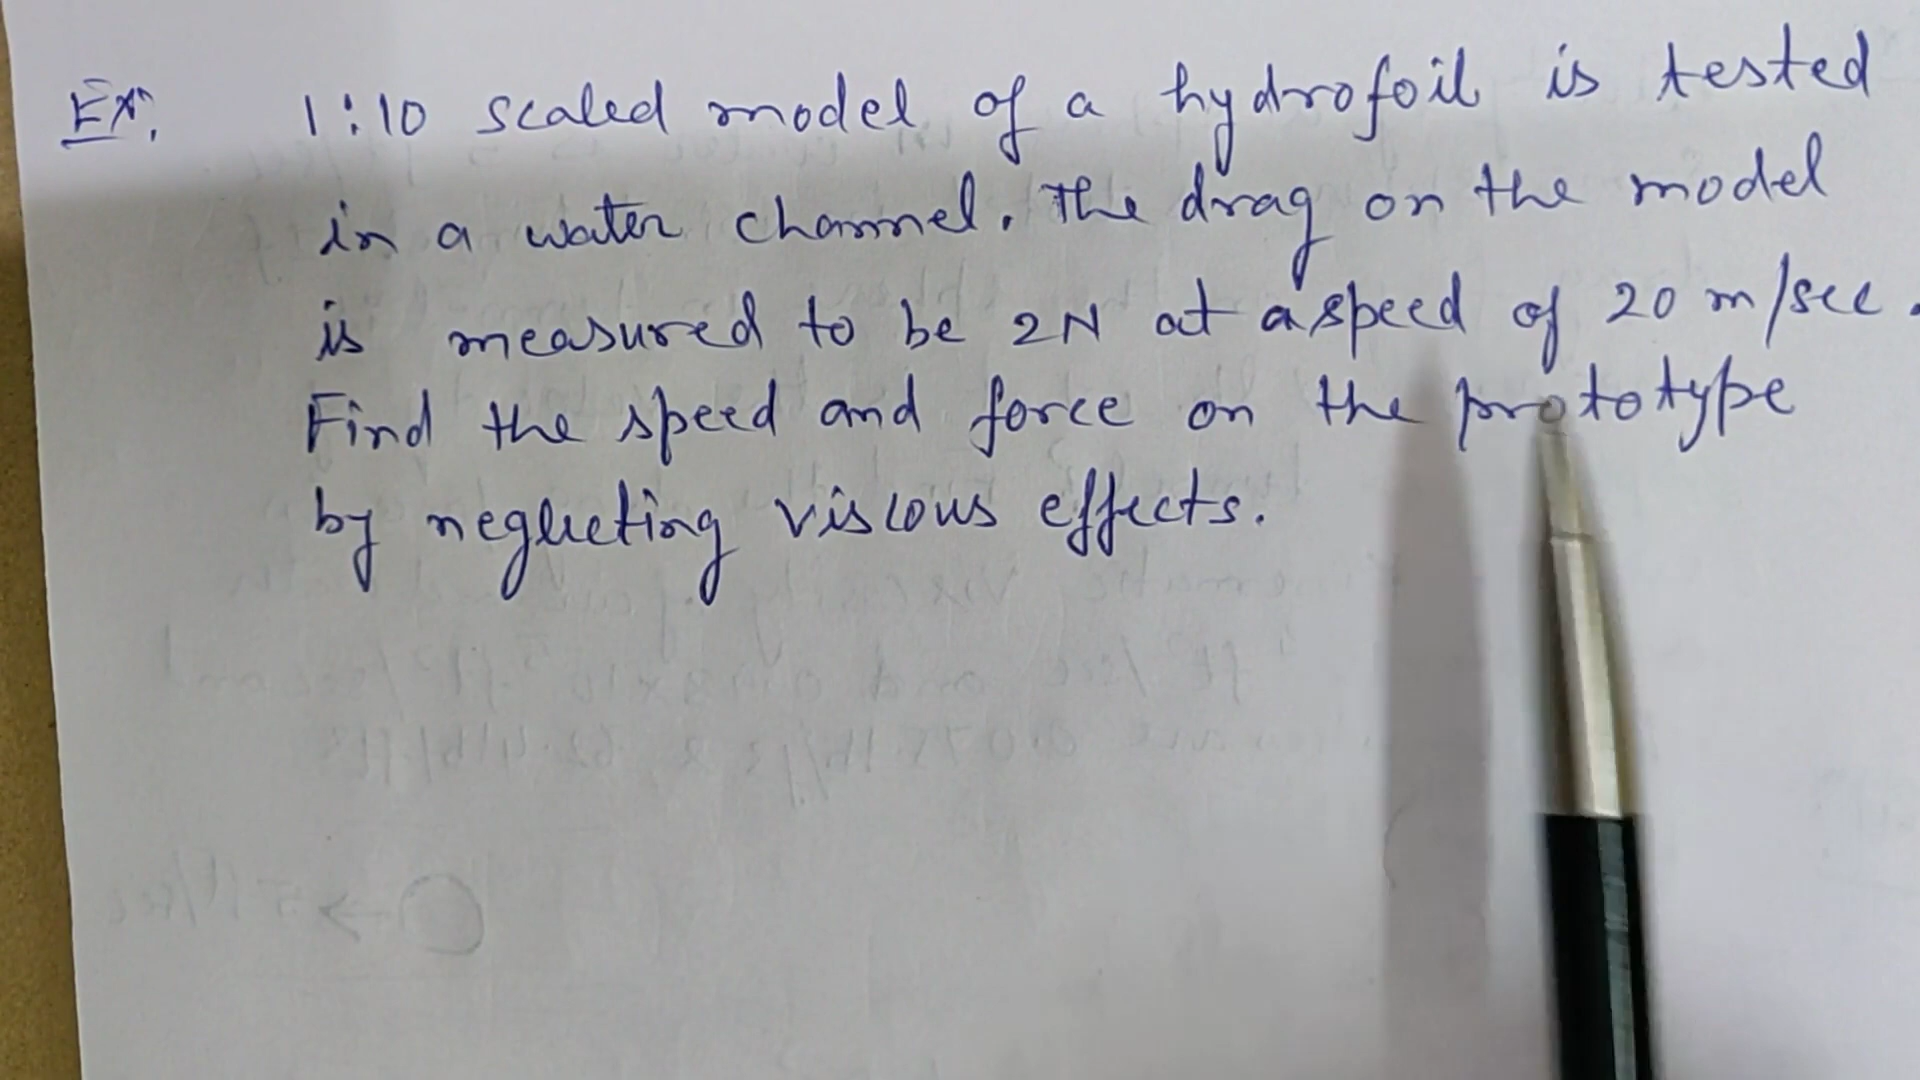 Ex. 1:10 scaled model of a hydrofoil is tested
in a water channel. The drag on the model
is measured to be 2N at a speed of 20 m/sec.
Find the speed and force on the prototype
by neglecting viscous effects.